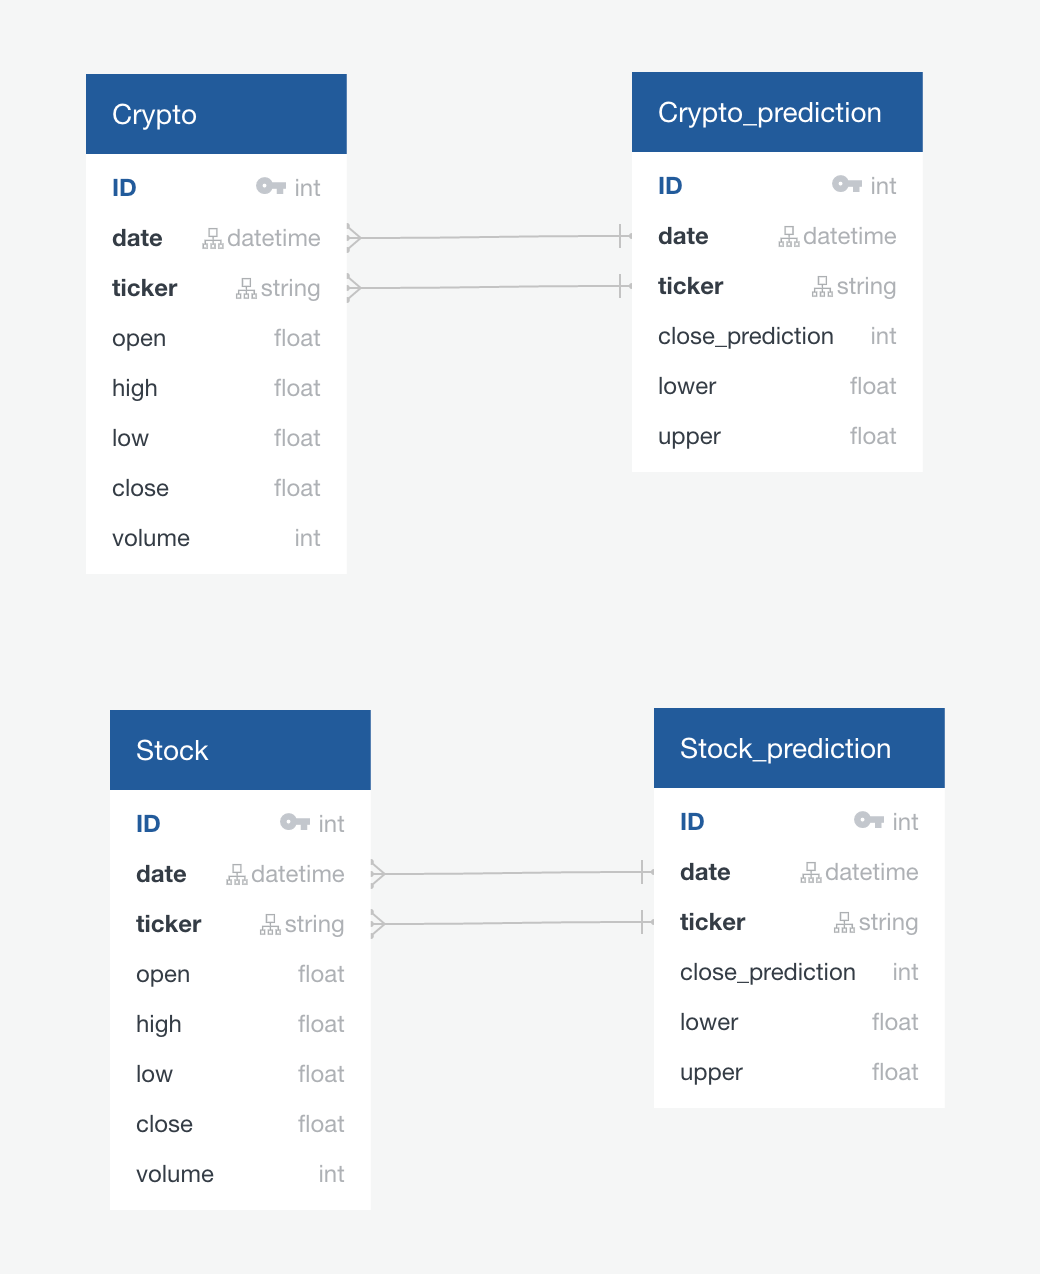 Crypto
ID int
date datetime
ticker string
open float
high float
low float
close float
volume int
Crypto_prediction
ID int
date datetime
ticker string
close_prediction int
lower float
upper float
Stock
ID int
date datetime
ticker string
open float
high float
low float
close float
volume int
Stock_prediction
ID int
date datetime
ticker string
close_prediction int
lower float
upper float